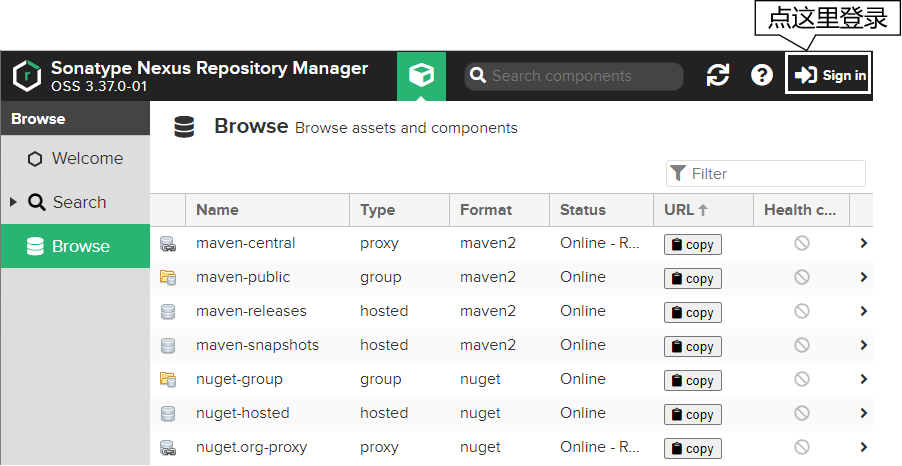 点这里登录
Sonatype Nexus Repository Manager
OSS 3.37.0-01
Search components
Sign in
Browse
Welcome
Search
Browse
Browse Browse assets and components
Filter
Name Type Format Status URL Health c...
maven-central proxy maven2 Online - R... copy
maven-public group maven2 Online copy
maven-releases hosted maven2 Online copy
maven-snapshots hosted maven2 Online copy
nuget-group group nuget Online copy
nuget-hosted hosted nuget Online copy
nuget.org-proxy proxy nuget Online - R... copy